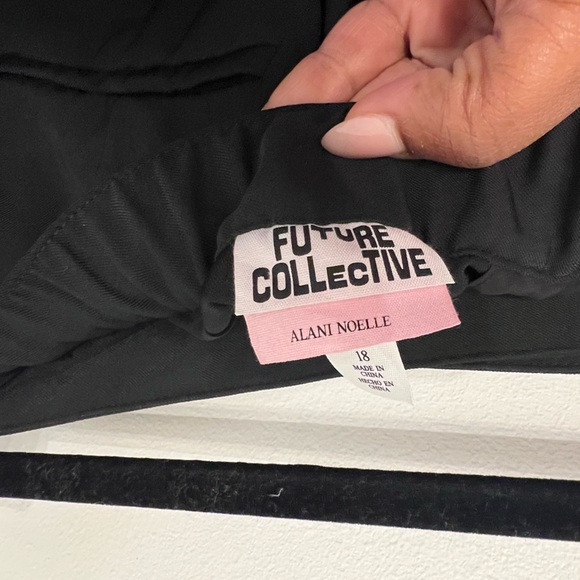 FUTURE
COLLECTIVE
ALANI NOELLE
18
MADE IN
CHINA
HECHO EN
CHINA